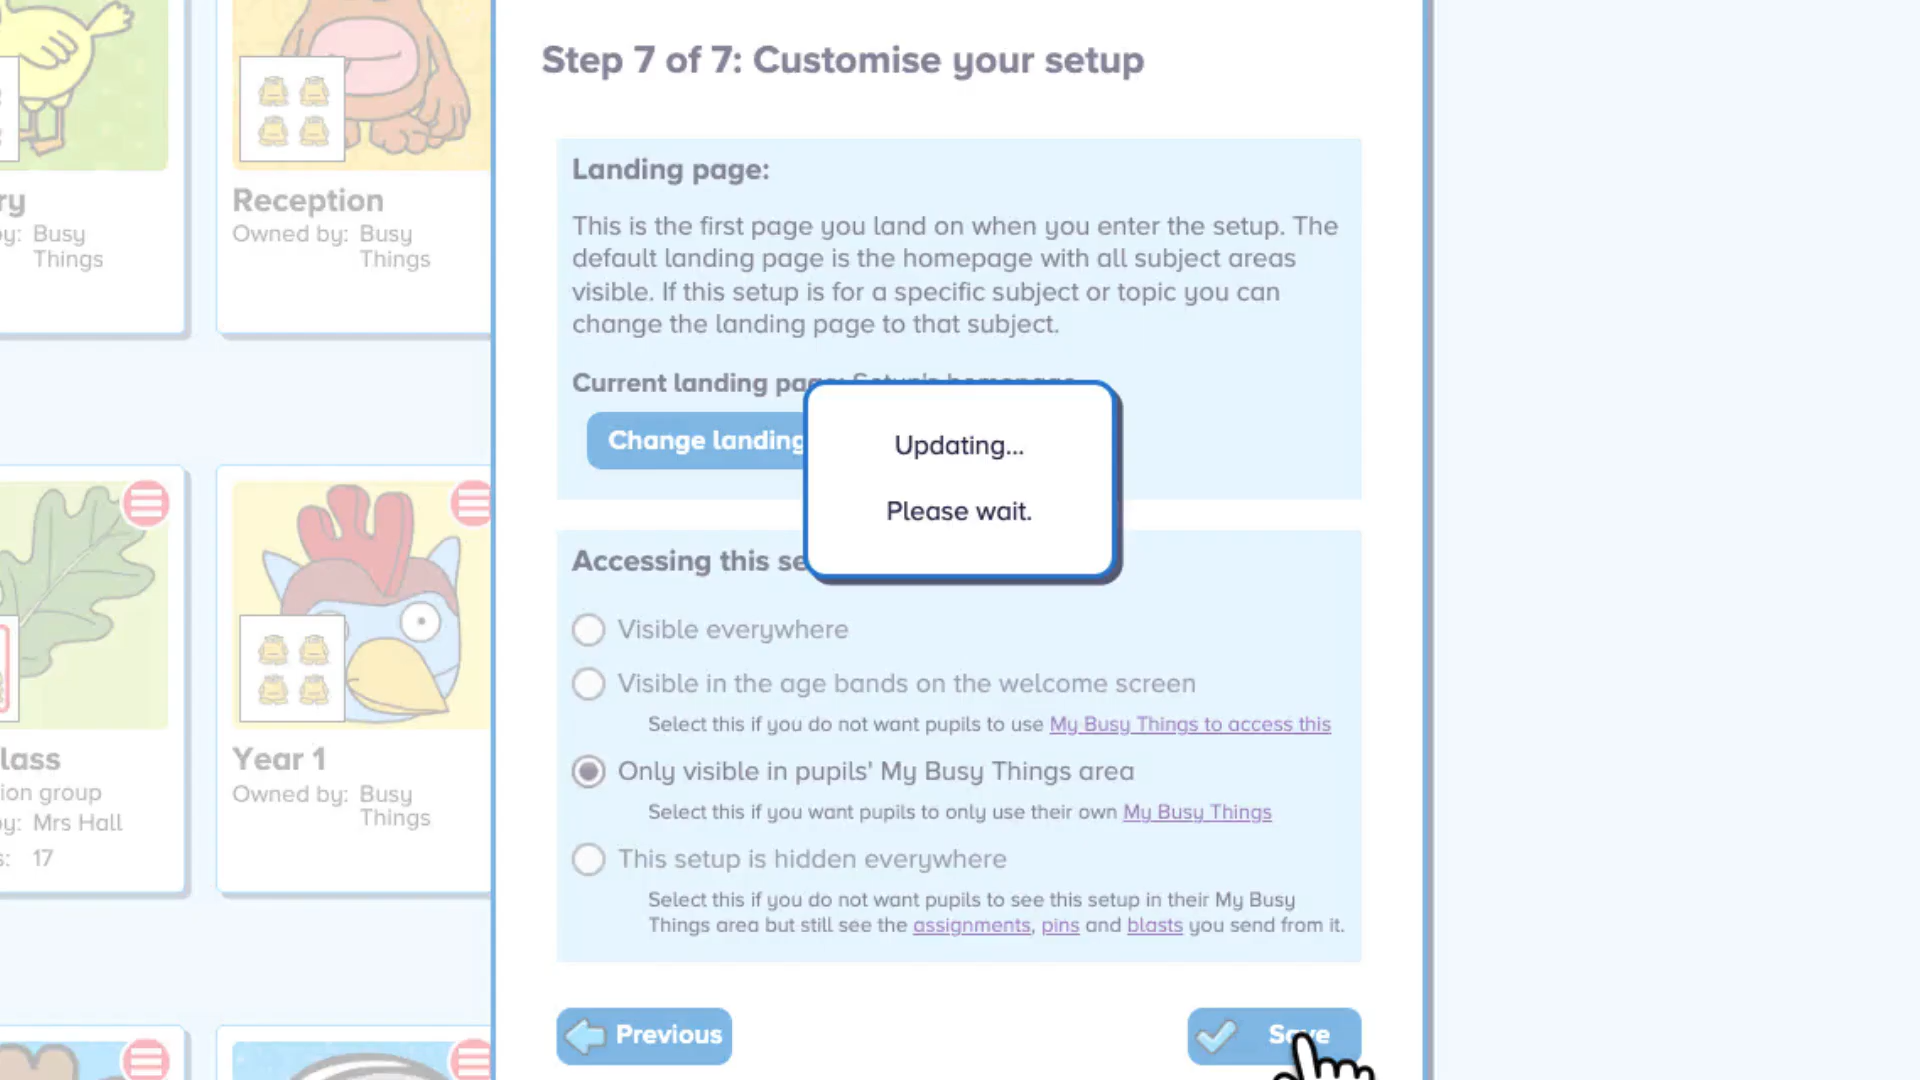 Step 7 of 7: Customise your setup
Landing page:
This is the first page you land on when you enter the setup. The
default landing page is the homepage with all subject areas
visible. If this setup is for a specific subject or topic you can
change the landing page to that subject.
Current landing page: Setup's homepage
Change landing
Updating...
Please wait.
Accessing this se
Visible everywhere
Visible in the age bands on the welcome screen
Select this if you do not want pupils to use My Busy Things to access this
Only visible in pupils' My Busy Things area
Select this if you want pupils to only use their own My Busy Things
This setup is hidden everywhere
Select this if you do not want pupils to see this setup in their My Busy
Things area but still see the assignments, pins and blasts you send from it.
Previous
Save
ry
y: Busy
Things
Reception
Owned by: Busy
Things
lass
ion group
y: Mrs Hall
s: 17
Year 1
Owned by: Busy
Things